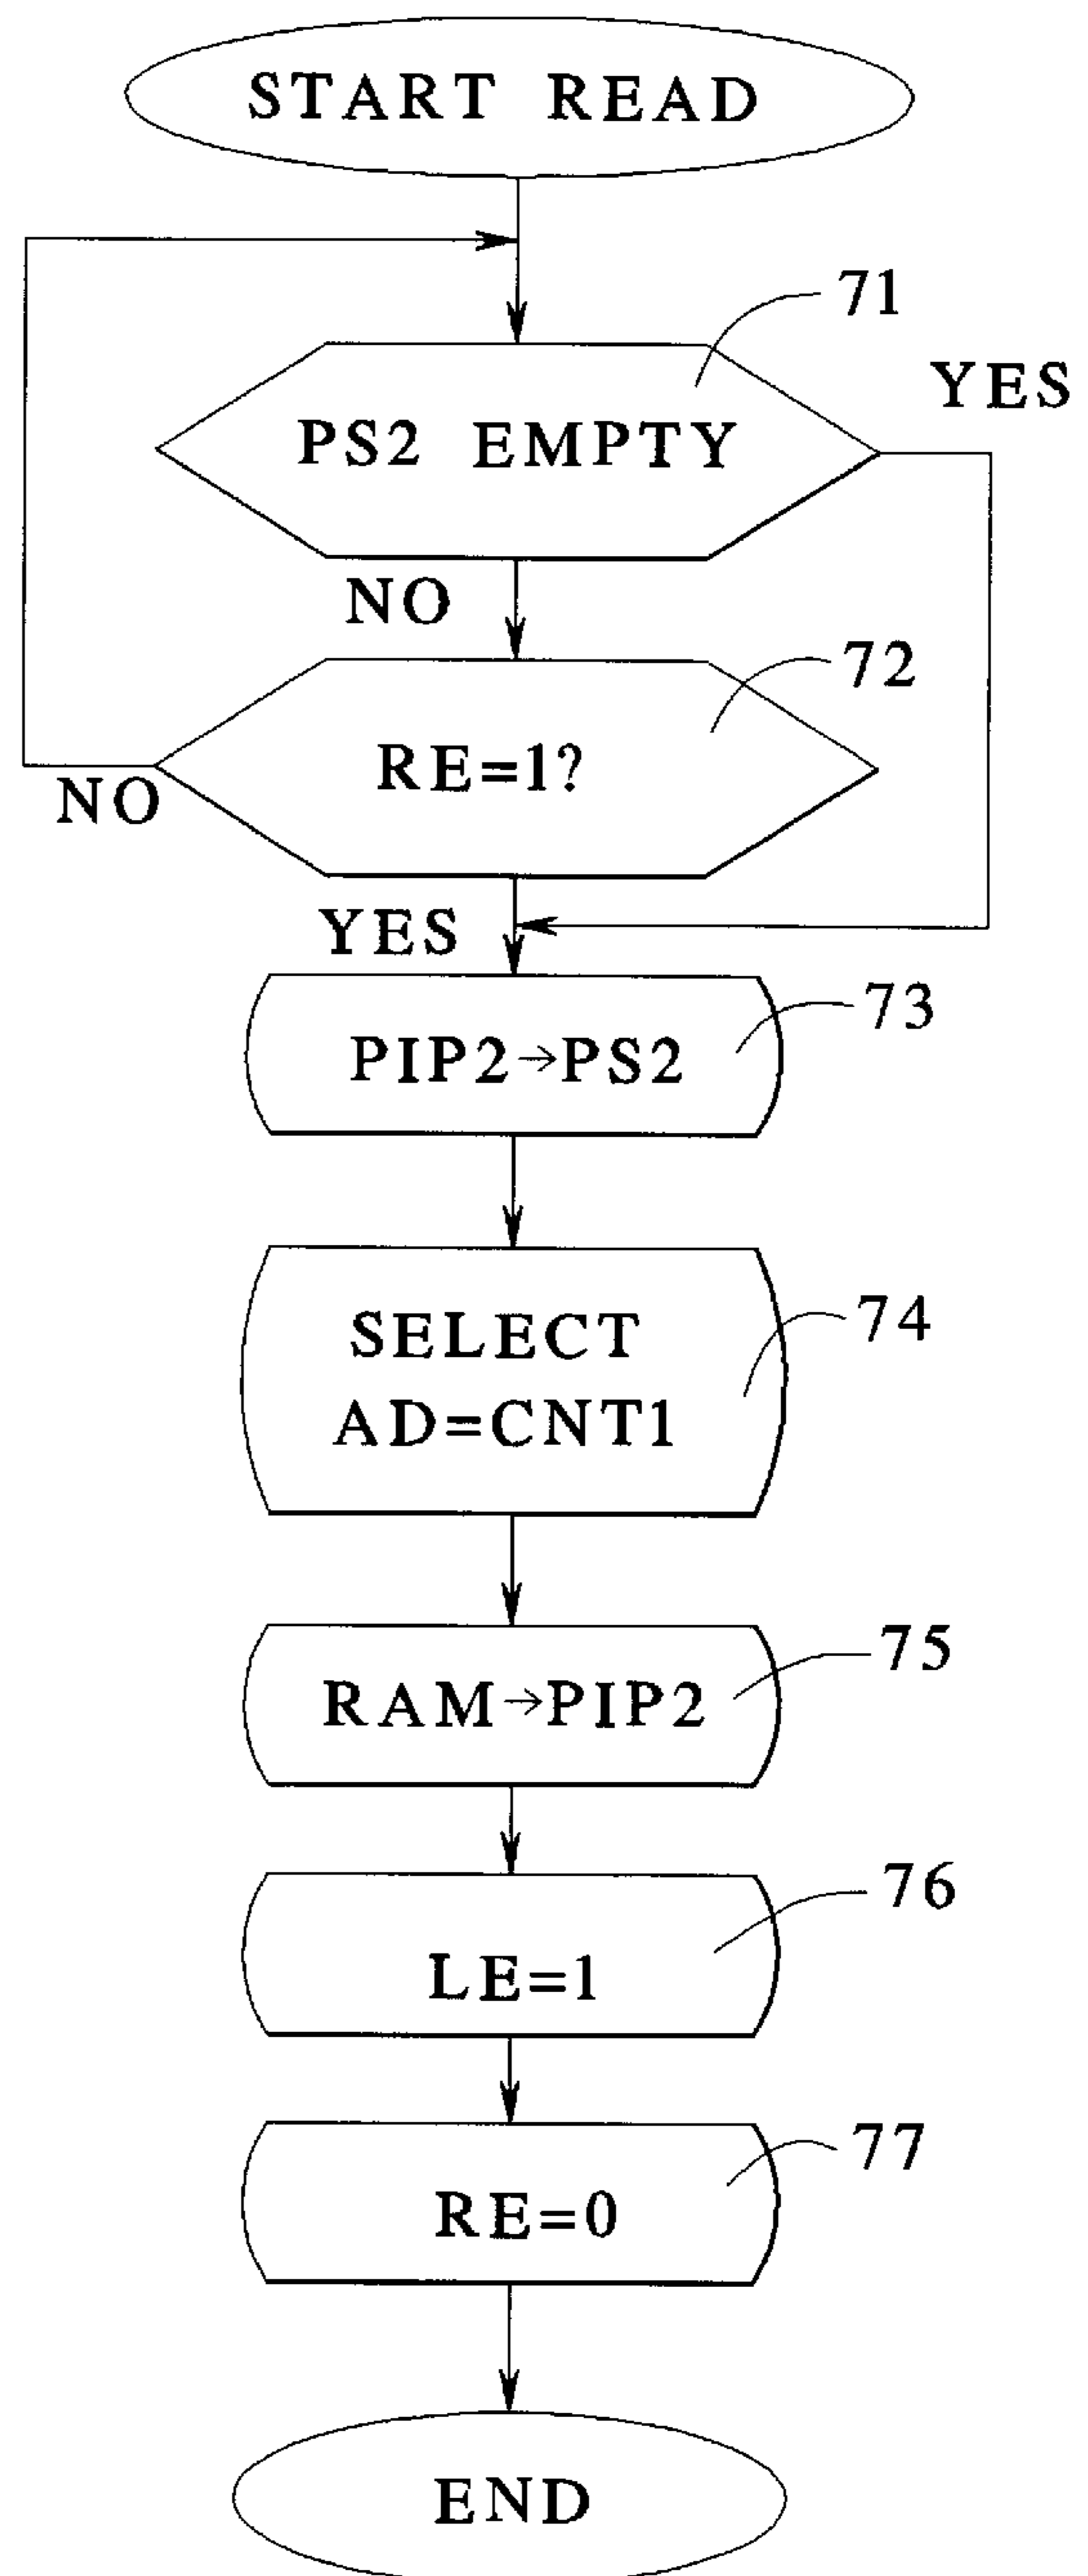 START READ
71
YES
PS2 EMPTY
NO
72
RE=1?
NO
YES
73
PIP2→PS2
74
SELECT
AD=CNT1
75
RAM→PIP2
76
LE=1
77
RE=0
END